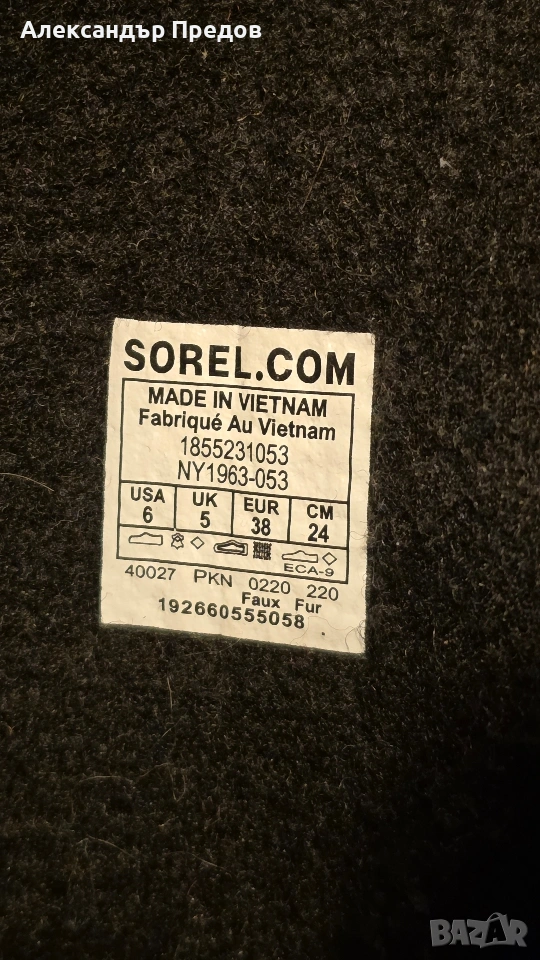 Александър Предов
SOREL.COM
MADE IN VIETNAM
Fabriqué Au Vietnam
1855231053
NY1963-053
USA UK EUR CM
6 5 38 24
ECA-9
40027 PKN 0220 220
Faux Fur
192660555058
BAZAR